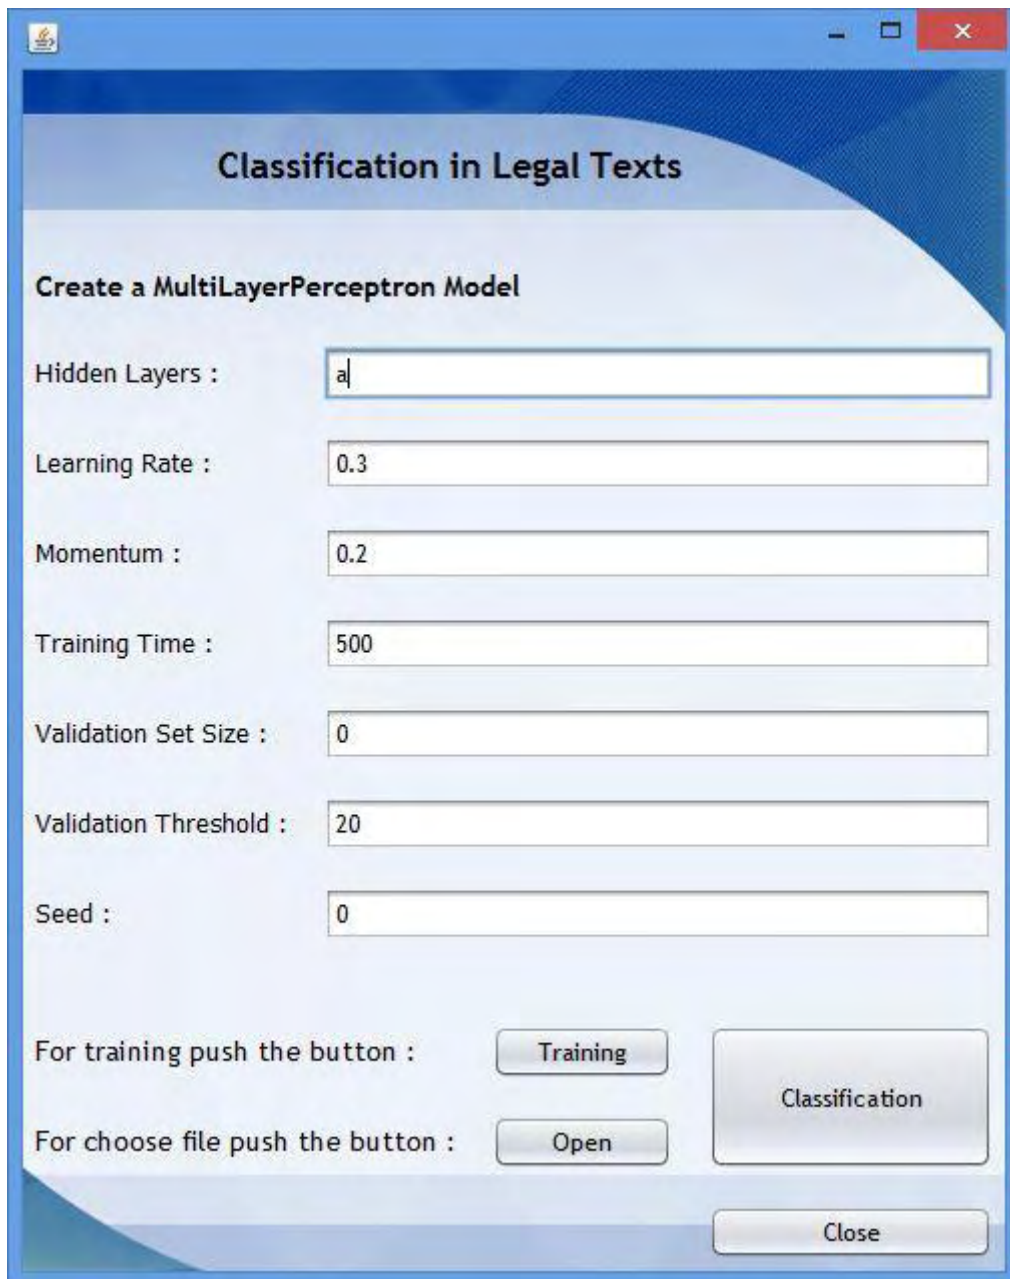 Classification in Legal Texts
Create a MultiLayerPerceptron Model
Hidden Layers : a
Learning Rate : 0.3
Momentum : 0.2
Training Time : 500
Validation Set Size : 0
Validation Threshold : 20
Seed : 0
For training push the button : Training
Classification
For choose file push the button : Open
Close